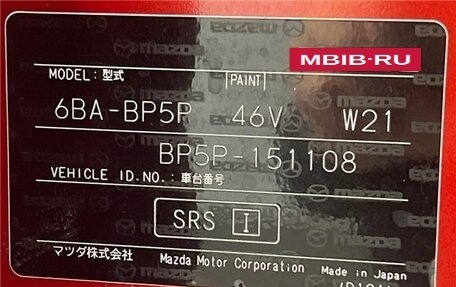 MBIB-RU
MODEL:型式 PAINT
6BA-BP5P 46V W21
BP5P-151108
VEHICLE ID.NO.:車台番号
SRS I
マツダ株式会社 Mazda Motor Corporation Made in Japan